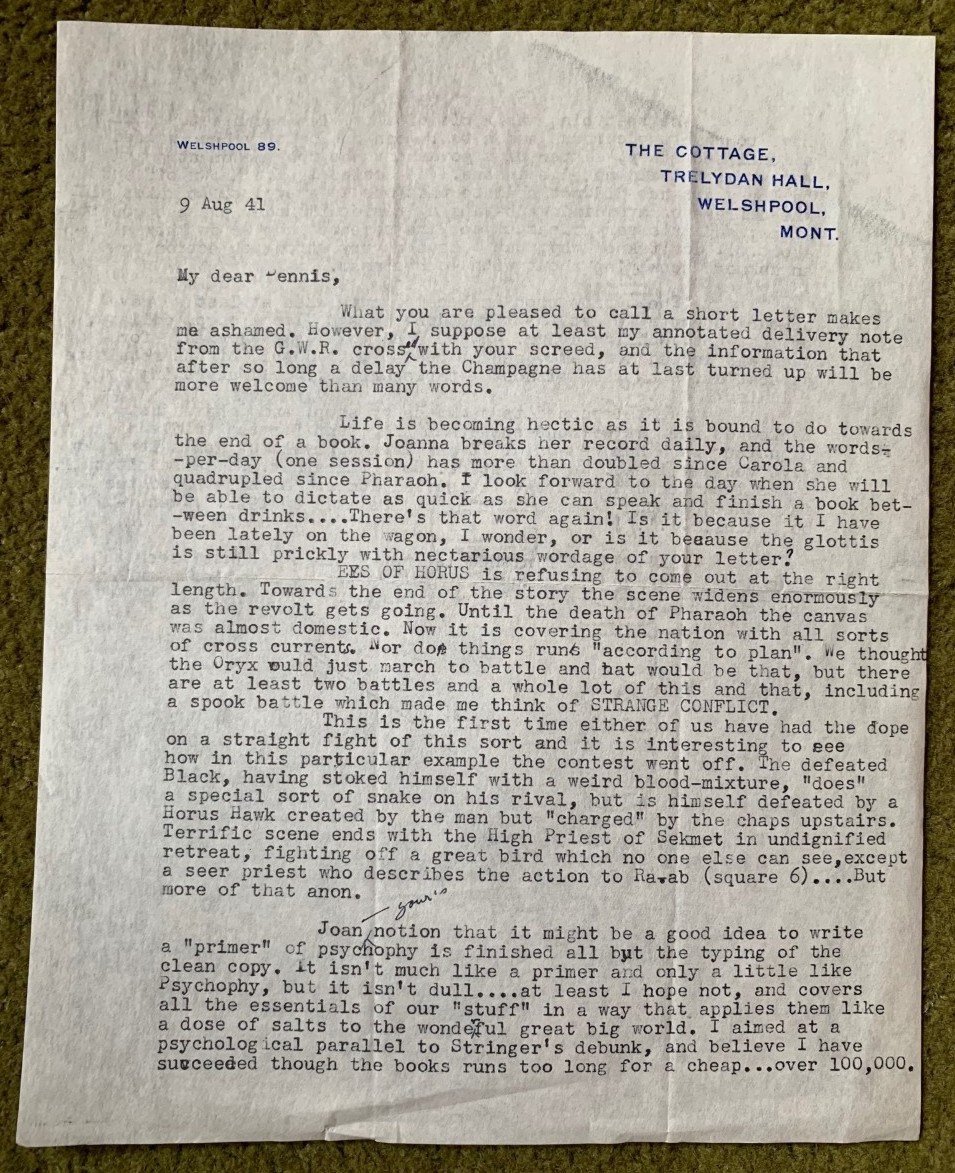 WELSHPOOL 89.
THE COTTAGE,
TRELYDAN HALL,
WELSHPOOL,
MONT.
9 Aug 41
My dear Dennis,
What you are pleased to call a short letter makes
me ashamed. However, I suppose at least my annotated delivery note
from the G.W.R. crossed with your screed, and the information that
after so long a delay the Champagne has at last turned up will be
more welcome than many words.
Life is becoming hectic as it is bound to do towards
the end of a book. Joanna breaks her record daily, and the words-
-per-day (one session) has more than doubled since Carola and
quadrupled since Pharaoh. I look forward to the day when she will
be able to dictate as quick as she can speak and finish a book bet-
-ween drinks....There's that word again! Is it because it I have
been lately on the wagon, I wonder, or is it because the glottis
is still prickly with nectarious wordage of your letter?
EES OF HORUS is refusing to come out at the right
length. Towards the end of the story the scene widens enormously
as the revolt gets going. Until the death of Pharaoh the canvas
was almost domestic. Now it is covering the nation with all sorts
of cross currents. Nor do things run "according to plan". We thought
the Oryx would just march to battle and hat would be that, but there
are at least two battles and a whole lot of this and that, including
a spook battle which made me think of STRANGE CONFLICT.
This is the first time either of us have had the dope
on a straight fight of this sort and it is interesting to see
how in this particular example the contest went off. The defeated
Black, having stoked himself with a weird blood-mixture, "does"
a special sort of snake on his rival, but is himself defeated by a
Horus Hawk created by the man but "charged" by the chaps upstairs.
Terrific scene ends with the High Priest of Sekmet in undignified
retreat, fighting off a great bird which no one else can see,except
a seer priest who describes the action to Ra-ab (square 6)....But
more of that anon.
your's
Joan notion that it might be a good idea to write
a "primer" of psychophy is finished all but the typing of the
clean copy. It isn't much like a primer and only a little like
Psychophy, but it isn't dull....at least I hope not, and covers
all the essentials of our "stuff" in a way that applies them like
a dose of salts to the wonderful great big world. I aimed at a
psychological parallel to Stringer's debunk, and believe I have
succeeded though the books runs too long for a cheap...over 100,000.